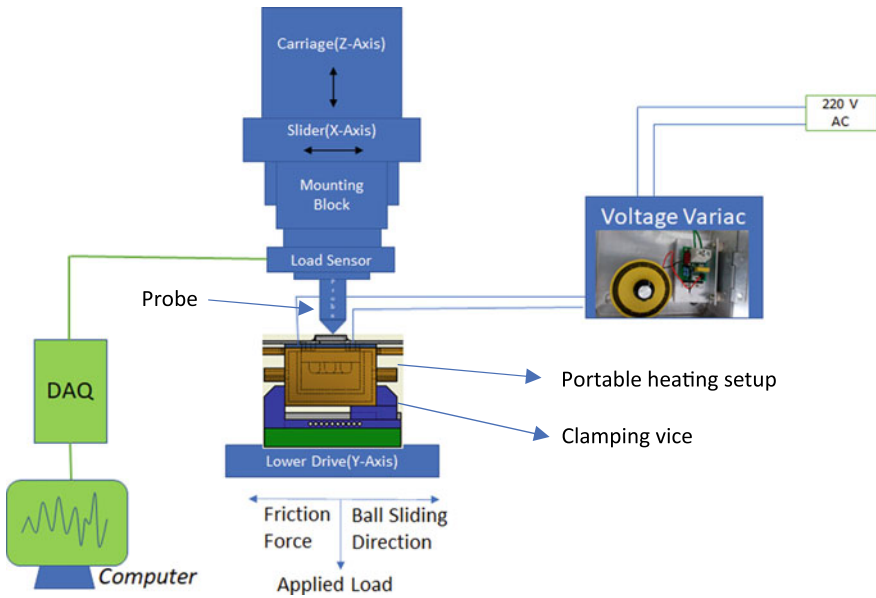 Carriage(Z-Axis)
220 V
AC
Slider(X-Axis)
Mounting
Block
Voltage Variac
Load Sensor
Probe
Probe
DAQ
Portable heating setup
Clamping vice
Lower Drive(Y-Axis)
Friction
Force
Ball Sliding
Direction
Computer
Applied Load